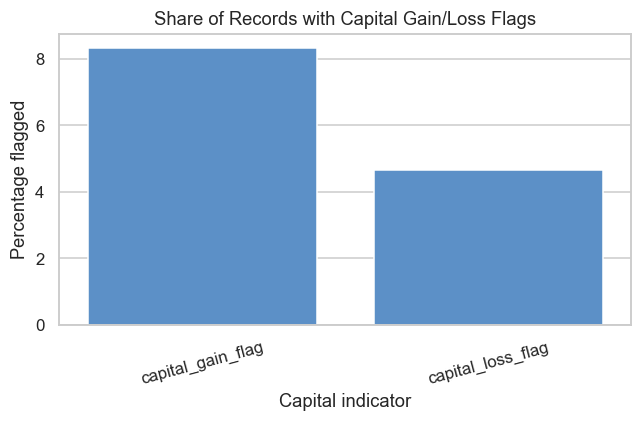 Share of Records with Capital Gain/Loss Flags
Percentage flagged
8
6
4
2
0
capital_gain_flag
capital_loss_flag
Capital indicator